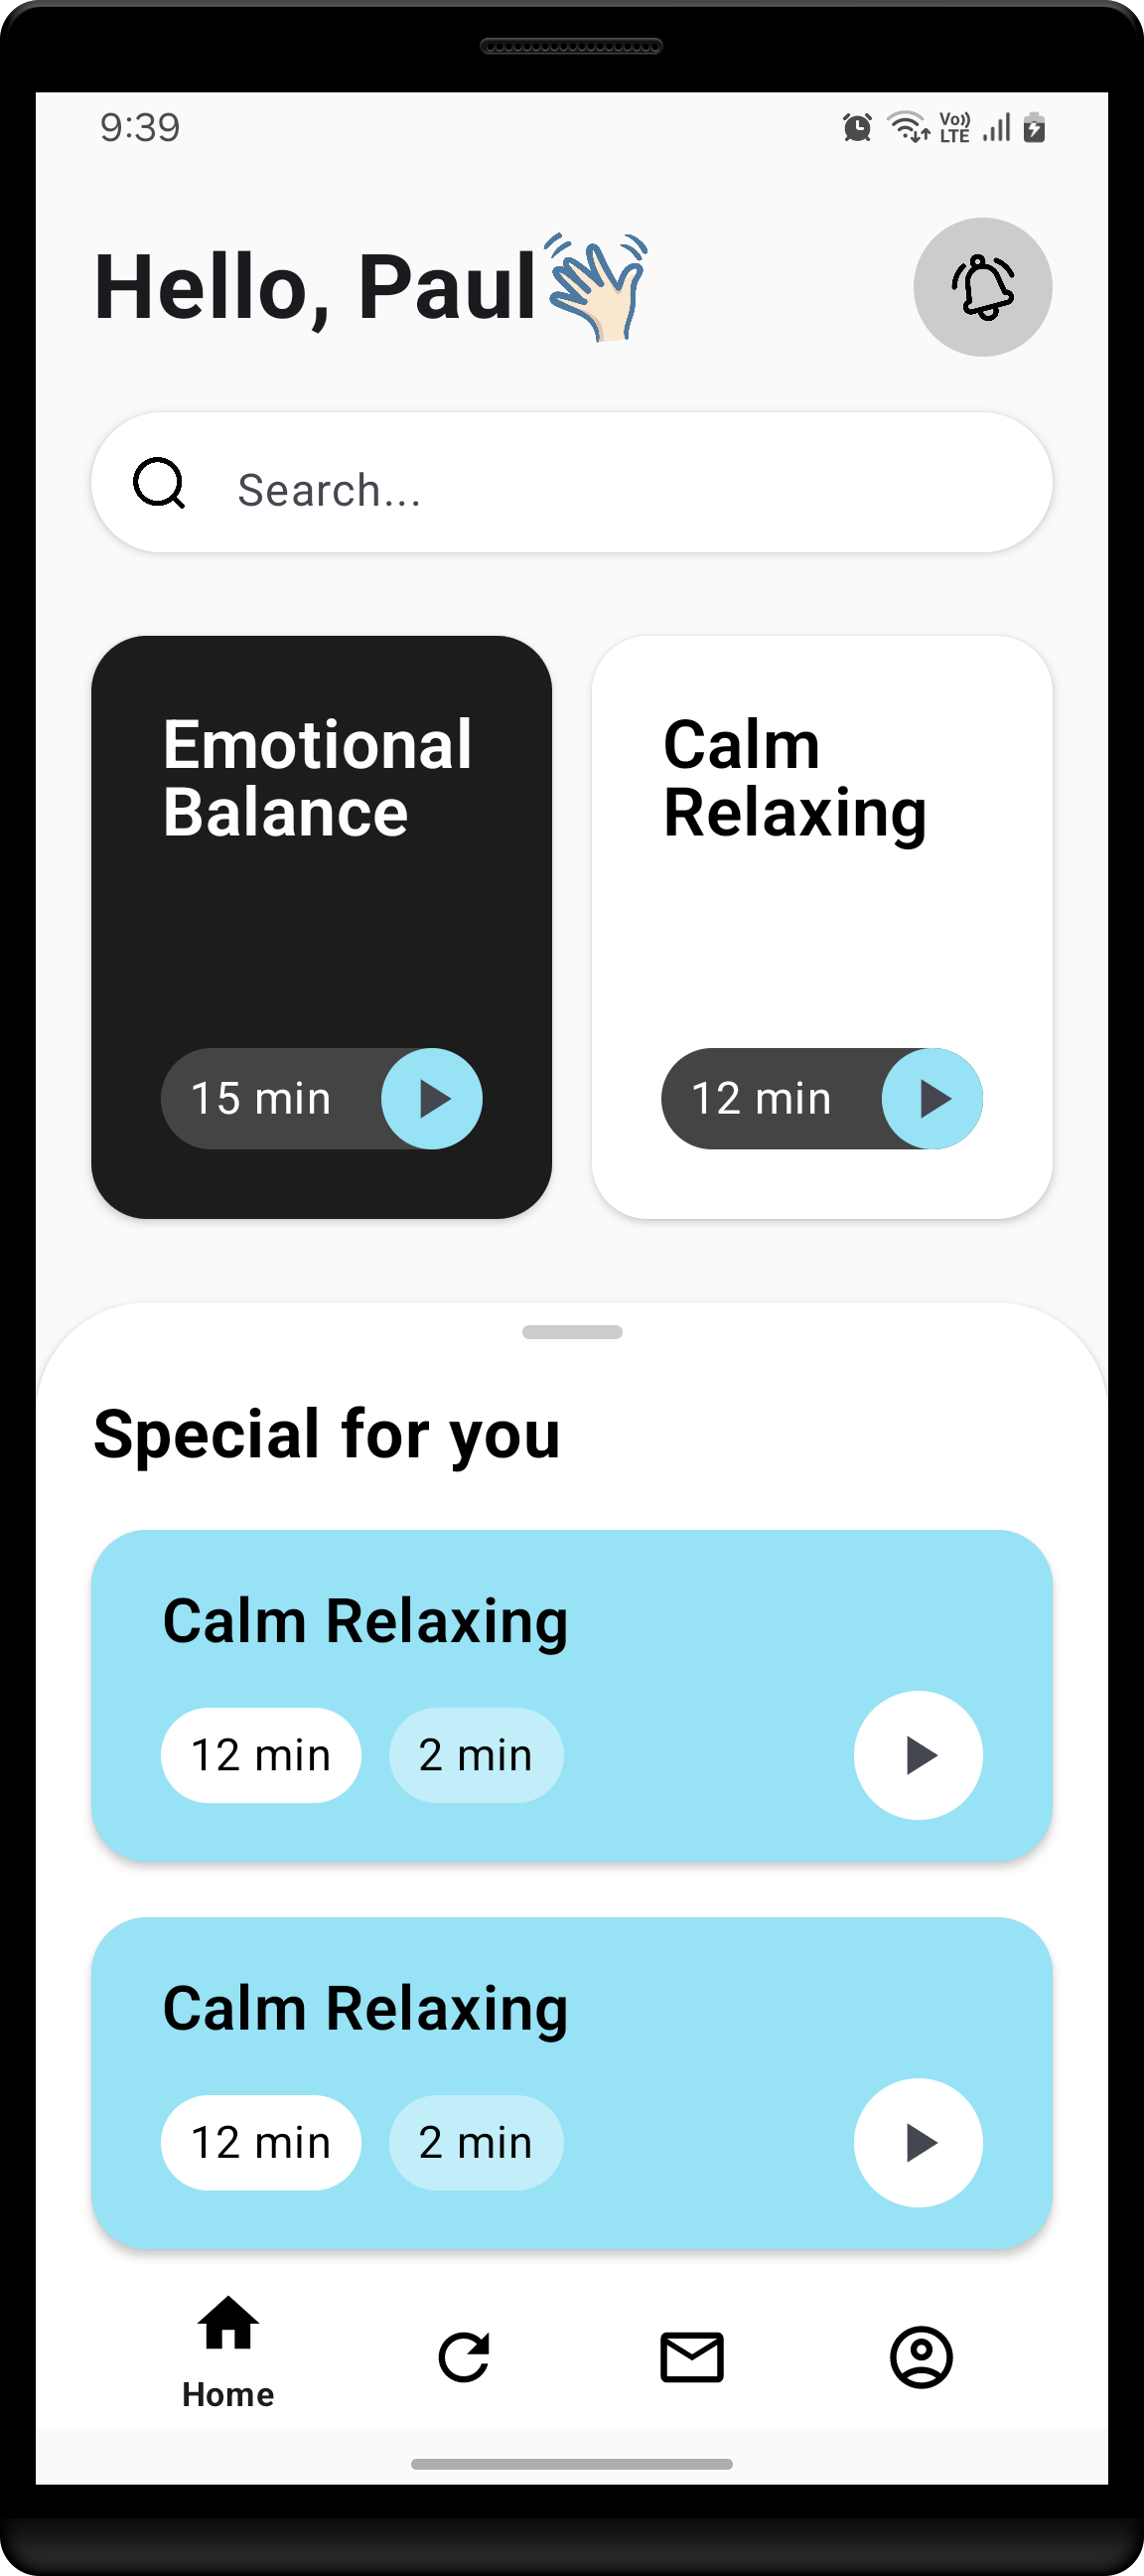 9:39
Vo))
LTE
Hello, Paul👋🏻
Search...
Emotional
Balance
15 min
Calm
Relaxing
12 min
Special for you
Calm Relaxing
12 min
2 min
Calm Relaxing
12 min
2 min
Home